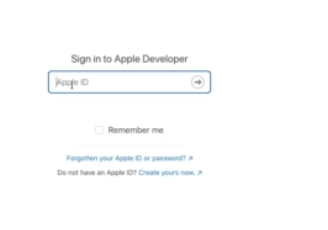 Sign in to Apple Developer
Apple ID
Remember me
Forgotten your Apple ID or password? ↗
Do not have an Apple ID? Create yours now. ↗